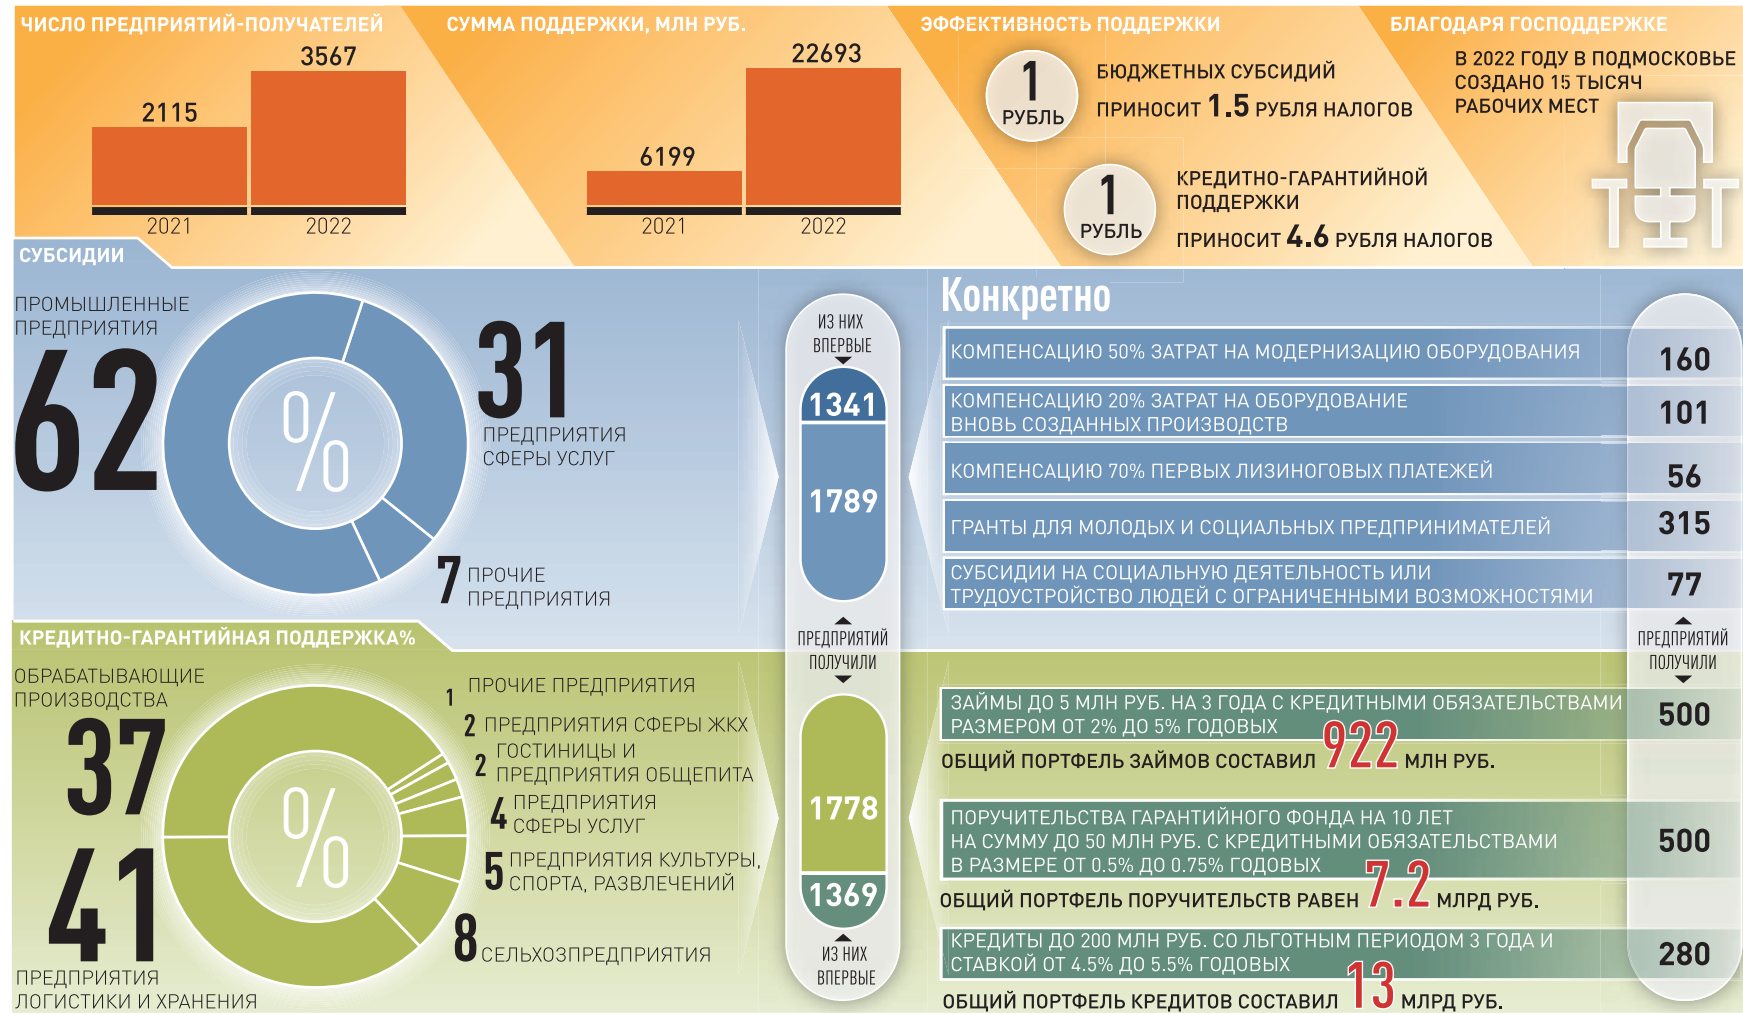 ЧИСЛО ПРЕДПРИЯТИЙ-ПОЛУЧАТЕЛЕЙ
3567
2115
2021
2022
СУММА ПОДДЕРЖКИ, МЛН РУБ.
22693
6199
2021
2022
ЭФФЕКТИВНОСТЬ ПОДДЕРЖКИ
1
РУБЛЬ
БЮДЖЕТНЫХ СУБСИДИЙ
ПРИНОСИТ 1.5 РУБЛЯ НАЛОГОВ
1
РУБЛЬ
КРЕДИТНО-ГАРАНТИЙНОЙ
ПОДДЕРЖКИ
ПРИНОСИТ 4.6 РУБЛЯ НАЛОГОВ
БЛАГОДАРЯ ГОСПОДДЕРЖКЕ
В 2022 ГОДУ В ПОДМОСКОВЬЕ
СОЗДАНО 15 ТЫСЯЧ
РАБОЧИХ МЕСТ
СУБСИДИИ
ПРОМЫШЛЕННЫЕ
ПРЕДПРИЯТИЯ
62
%
31
ПРЕДПРИЯТИЯ
СФЕРЫ УСЛУГ
7 ПРОЧИЕ
ПРЕДПРИЯТИЯ
ИЗ НИХ
ВПЕРВЫЕ
1341
1789
ПРЕДПРИЯТИЙ
ПОЛУЧИЛИ
Конкретно
КОМПЕНСАЦИЮ 50% ЗАТРАТ НА МОДЕРНИЗАЦИЮ ОБОРУДОВАНИЯ
160
КОМПЕНСАЦИЮ 20% ЗАТРАТ НА ОБОРУДОВАНИЕ
ВНОВЬ СОЗДАННЫХ ПРОИЗВОДСТВ
101
КОМПЕНСАЦИЮ 70% ПЕРВЫХ ЛИЗИНОГОВЫХ ПЛАТЕЖЕЙ
56
ГРАНТЫ ДЛЯ МОЛОДЫХ И СОЦИАЛЬНЫХ ПРЕДПРИНИМАТЕЛЕЙ
315
СУБСИДИИ НА СОЦИАЛЬНУЮ ДЕЯТЕЛЬНОСТЬ ИЛИ
ТРУДОУСТРОЙСТВО ЛЮДЕЙ С ОГРАНИЧЕННЫМИ ВОЗМОЖНОСТЯМИ
77
ПРЕДПРИЯТИЙ
ПОЛУЧИЛИ
КРЕДИТНО-ГАРАНТИЙНАЯ ПОДДЕРЖКА%
ОБРАБАТЫВАЮЩИЕ
ПРОИЗВОДСТВА
37
41
ПРЕДПРИЯТИЯ
ЛОГИСТИКИ И ХРАНЕНИЯ
%
1 ПРОЧИЕ ПРЕДПРИЯТИЯ
2 ПРЕДПРИЯТИЯ СФЕРЫ ЖКХ
2 ГОСТИНИЦЫ И
ПРЕДПРИЯТИЯ ОБЩЕПИТА
4 ПРЕДПРИЯТИЯ
СФЕРЫ УСЛУГ
5 ПРЕДПРИЯТИЯ КУЛЬТУРЫ,
СПОРТА, РАЗВЛЕЧЕНИЙ
8 СЕЛЬХОЗПРЕДПРИЯТИЯ
1778
1369
ИЗ НИХ
ВПЕРВЫЕ
ЗАЙМЫ ДО 5 МЛН РУБ. НА 3 ГОДА С КРЕДИТНЫМИ ОБЯЗАТЕЛЬСТВАМИ
РАЗМЕРОМ ОТ 2% ДО 5% ГОДОВЫХ
500
ОБЩИЙ ПОРТФЕЛЬ ЗАЙМОВ СОСТАВИЛ 922 МЛН РУБ.
ПОРУЧИТЕЛЬСТВА ГАРАНТИЙНОГО ФОНДА НА 10 ЛЕТ
НА СУММУ ДО 50 МЛН РУБ. С КРЕДИТНЫМИ ОБЯЗАТЕЛЬСТВАМИ
В РАЗМЕРЕ ОТ 0.5% ДО 0.75% ГОДОВЫХ
500
ОБЩИЙ ПОРТФЕЛЬ ПОРУЧИТЕЛЬСТВ РАВЕН 7.2 МЛРД РУБ.
КРЕДИТЫ ДО 200 МЛН РУБ. СО ЛЬГОТНЫМ ПЕРИОДОМ 3 ГОДА И
СТАВКОЙ ОТ 4.5% ДО 5.5% ГОДОВЫХ
280
ОБЩИЙ ПОРТФЕЛЬ КРЕДИТОВ СОСТАВИЛ 13 МЛРД РУБ.